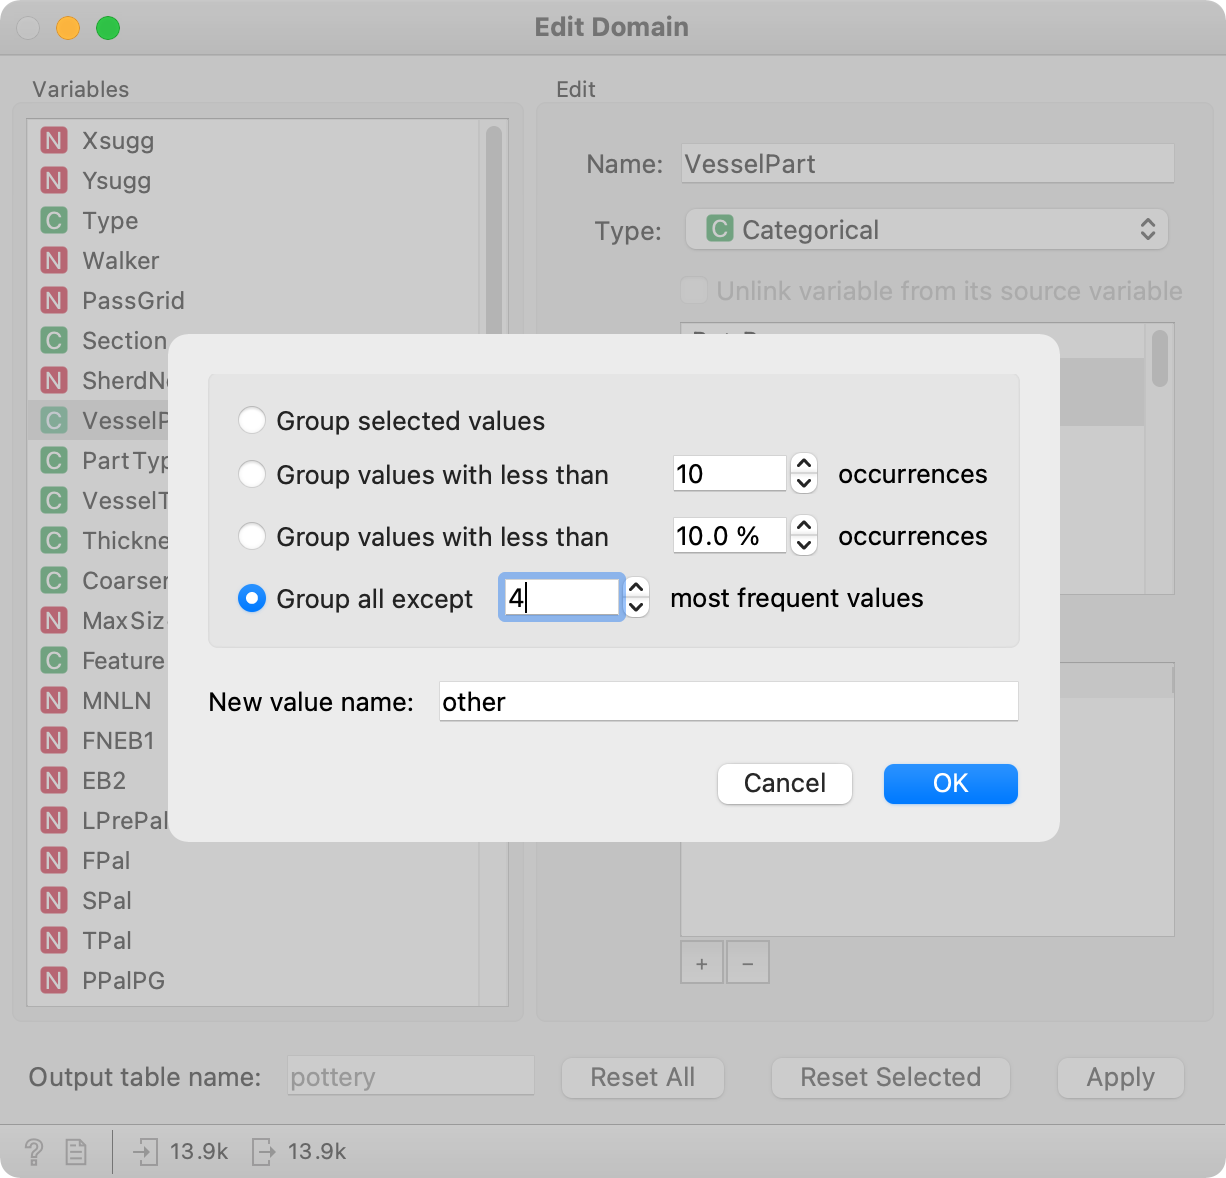 Edit Domain
Variables
N Xsugg
N Ysugg
C Type
N Walker
N PassGrid
C Section
N SherdN
C VesselP
C PartTyp
C VesselT
C Thickne
C Coarser
N MaxSiz
C Feature
N MNLN
N FNEB1
N EB2
N LPrePal
N FPal
N SPal
N TPal
N PPalPG
Edit
Name: VesselPart
Type: C Categorical
Unlink variable from its source variable
Group selected values
Group values with less than 10 occurrences
Group values with less than 10.0 % occurrences
Group all except 4 most frequent values
New value name: other
Cancel OK
+ −
Output table name: pottery Reset All Reset Selected Apply
? 13.9k 13.9k